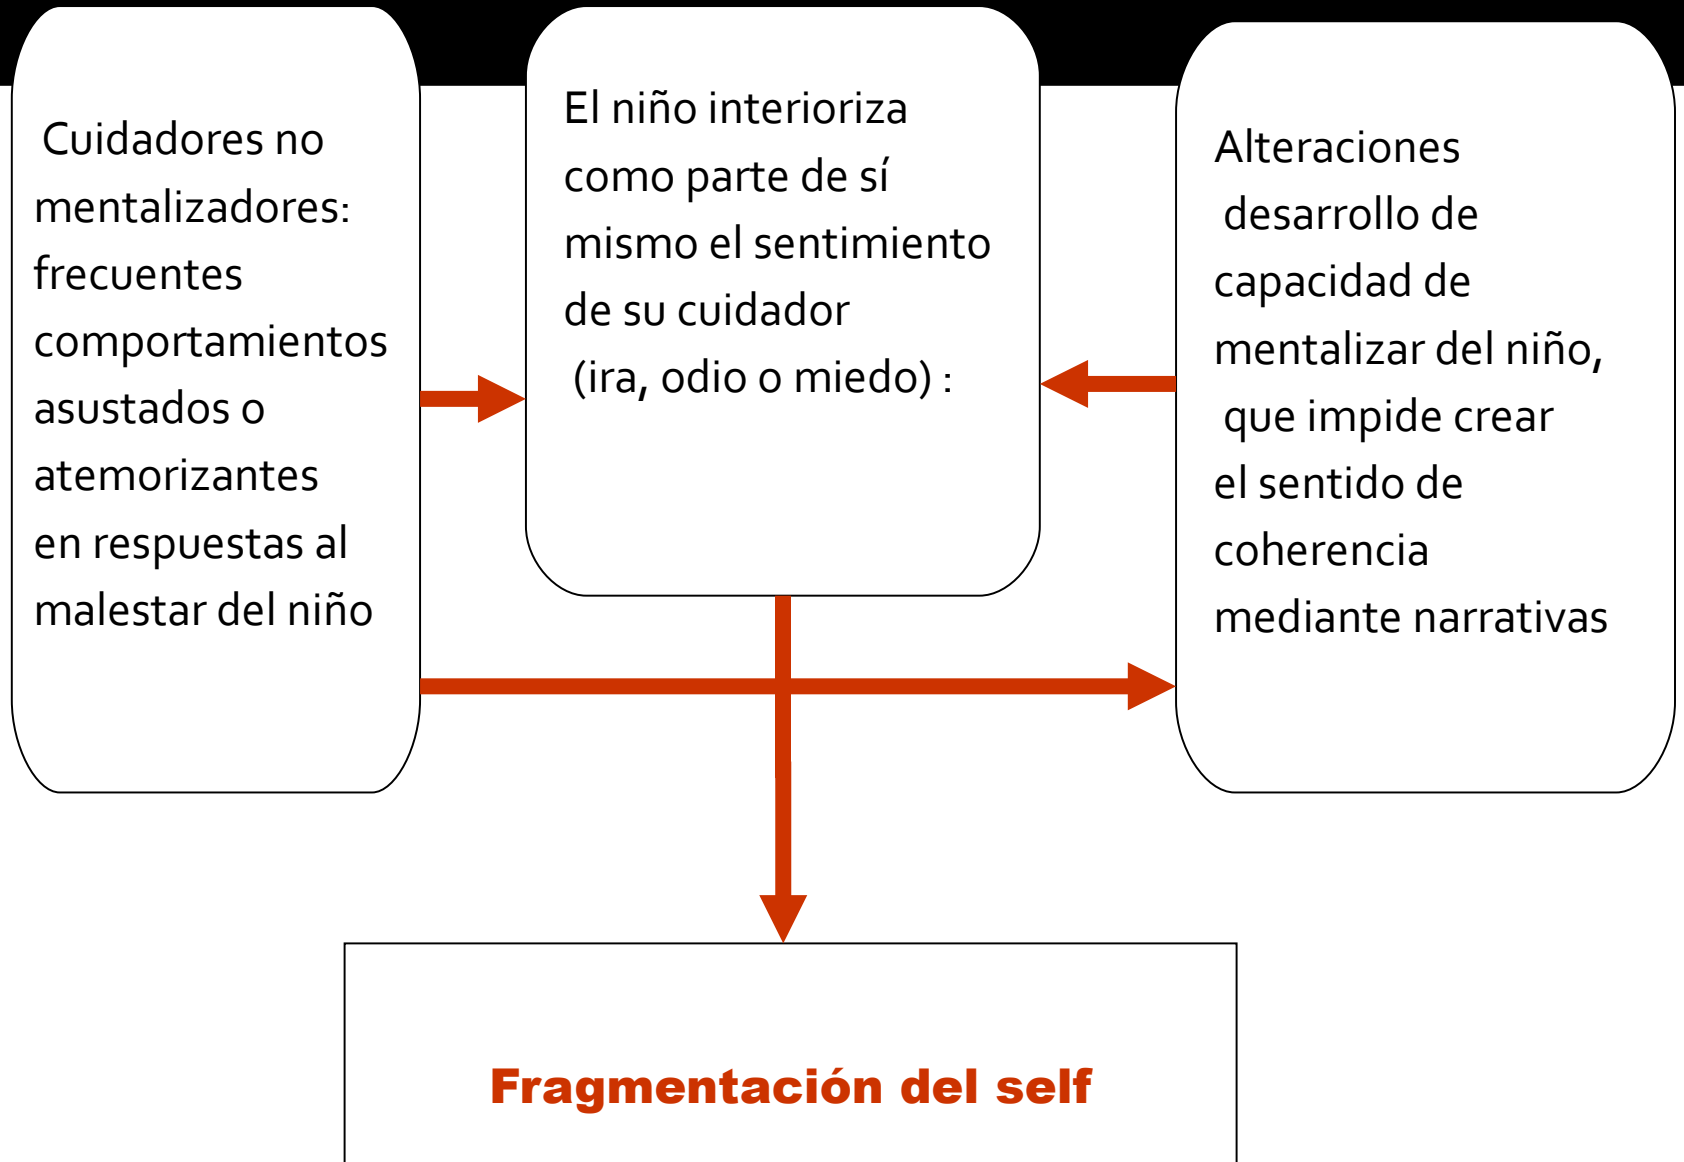 Cuidadores no
mentalizadores:
frecuentes
comportamientos
asustados o
atemorizantes
en respuestas al
malestar del niño
El niño interioriza
como parte de sí
mismo el sentimiento
de su cuidador
(ira, odio o miedo) :
Alteraciones
desarrollo de
capacidad de
mentalizar del niño,
que impide crear
el sentido de
coherencia
mediante narrativas
Fragmentación del self